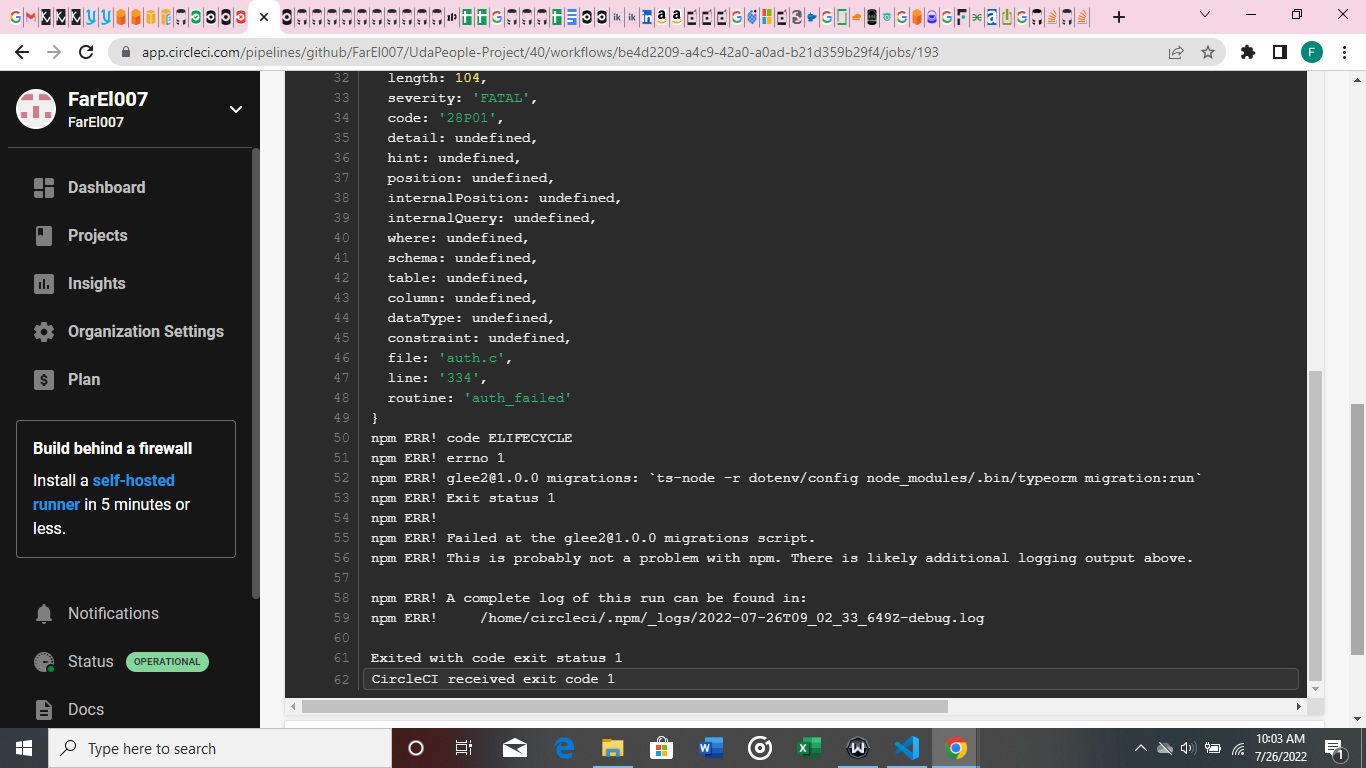 app.circleci.com/pipelines/github/FarEl007/UdaPeople-Project/40/workflows/be4d2209-a4c9-42a0-a0ad-b21d359b29f4/jobs/193
F
FarEl007
FarEl007
Dashboard
Projects
Insights
Organization Settings
Plan
Build behind a firewall
Install a self-hosted
runner in 5 minutes or
less.
Notifications
Status OPERATIONAL
Docs
32 length: 104,
33 severity: 'FATAL',
34 code: '28P01',
35 detail: undefined,
36 hint: undefined,
37 position: undefined,
38 internalPosition: undefined,
39 internalQuery: undefined,
40 where: undefined,
41 schema: undefined,
42 table: undefined,
43 column: undefined,
44 dataType: undefined,
45 constraint: undefined,
46 file: 'auth.c',
47 line: '334',
48 routine: 'auth_failed'
49 }
50 npm ERR! code ELIFECYCLE
51 npm ERR! errno 1
52 npm ERR! glee2@1.0.0 migrations: `ts-node -r dotenv/config node_modules/.bin/typeorm migration:run`
53 npm ERR! Exit status 1
54 npm ERR!
55 npm ERR! Failed at the glee2@1.0.0 migrations script.
56 npm ERR! This is probably not a problem with npm. There is likely additional logging output above.
57
58 npm ERR! A complete log of this run can be found in:
59 npm ERR! /home/circleci/.npm/_logs/2022-07-26T09_02_33_649Z-debug.log
60
61 Exited with code exit status 1
62 CircleCI received exit code 1
Type here to search
10:03 AM
7/26/2022
1